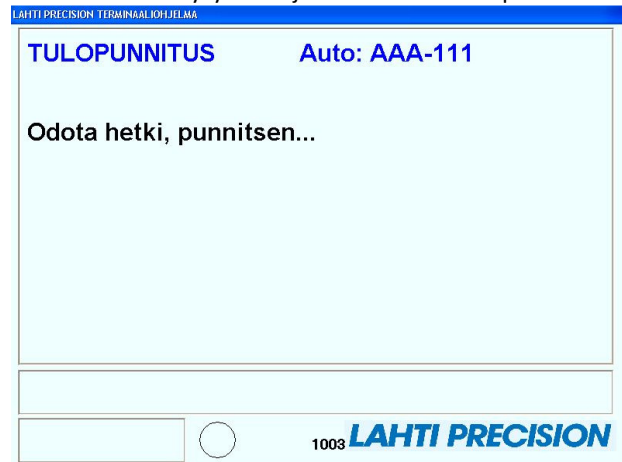 LAHTI PRECISION TERMINAALIOHJELMA
TULOPUNNITUS Auto: AAA-111
Odota hetki, punnitsen...
1003 LAHTI PRECISION